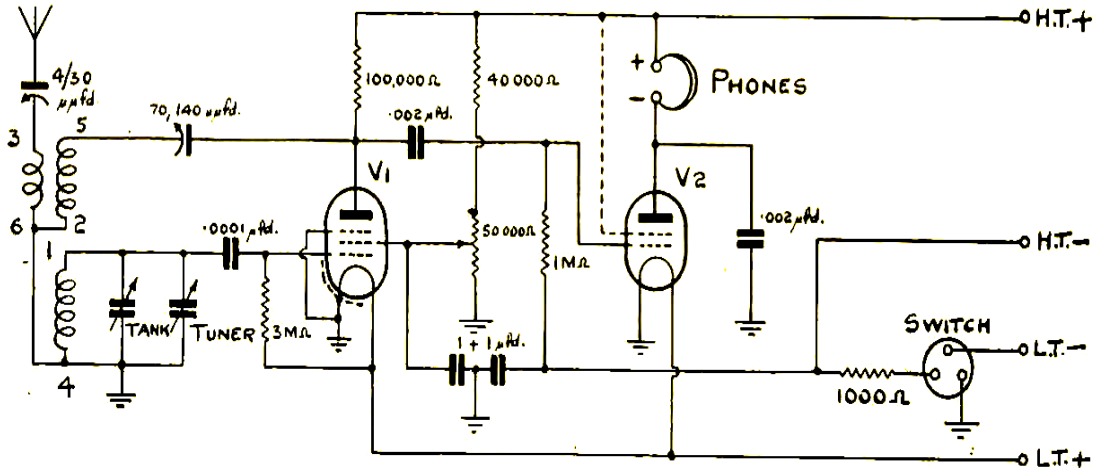 H.T.+
4/30
μμfd.
100,000Ω
40 000Ω
+
-
PHONES
70,140 μμfd.
.002 μfd.
3
5
V1
V2
6
2
.0001 μfd.
50.000Ω
.002 μfd.
H.T.-
1
1MΩ
TANK
TUNER
3MΩ
1 + 1 μfd.
SWITCH
L.T.-
4
1000Ω
L.T.+